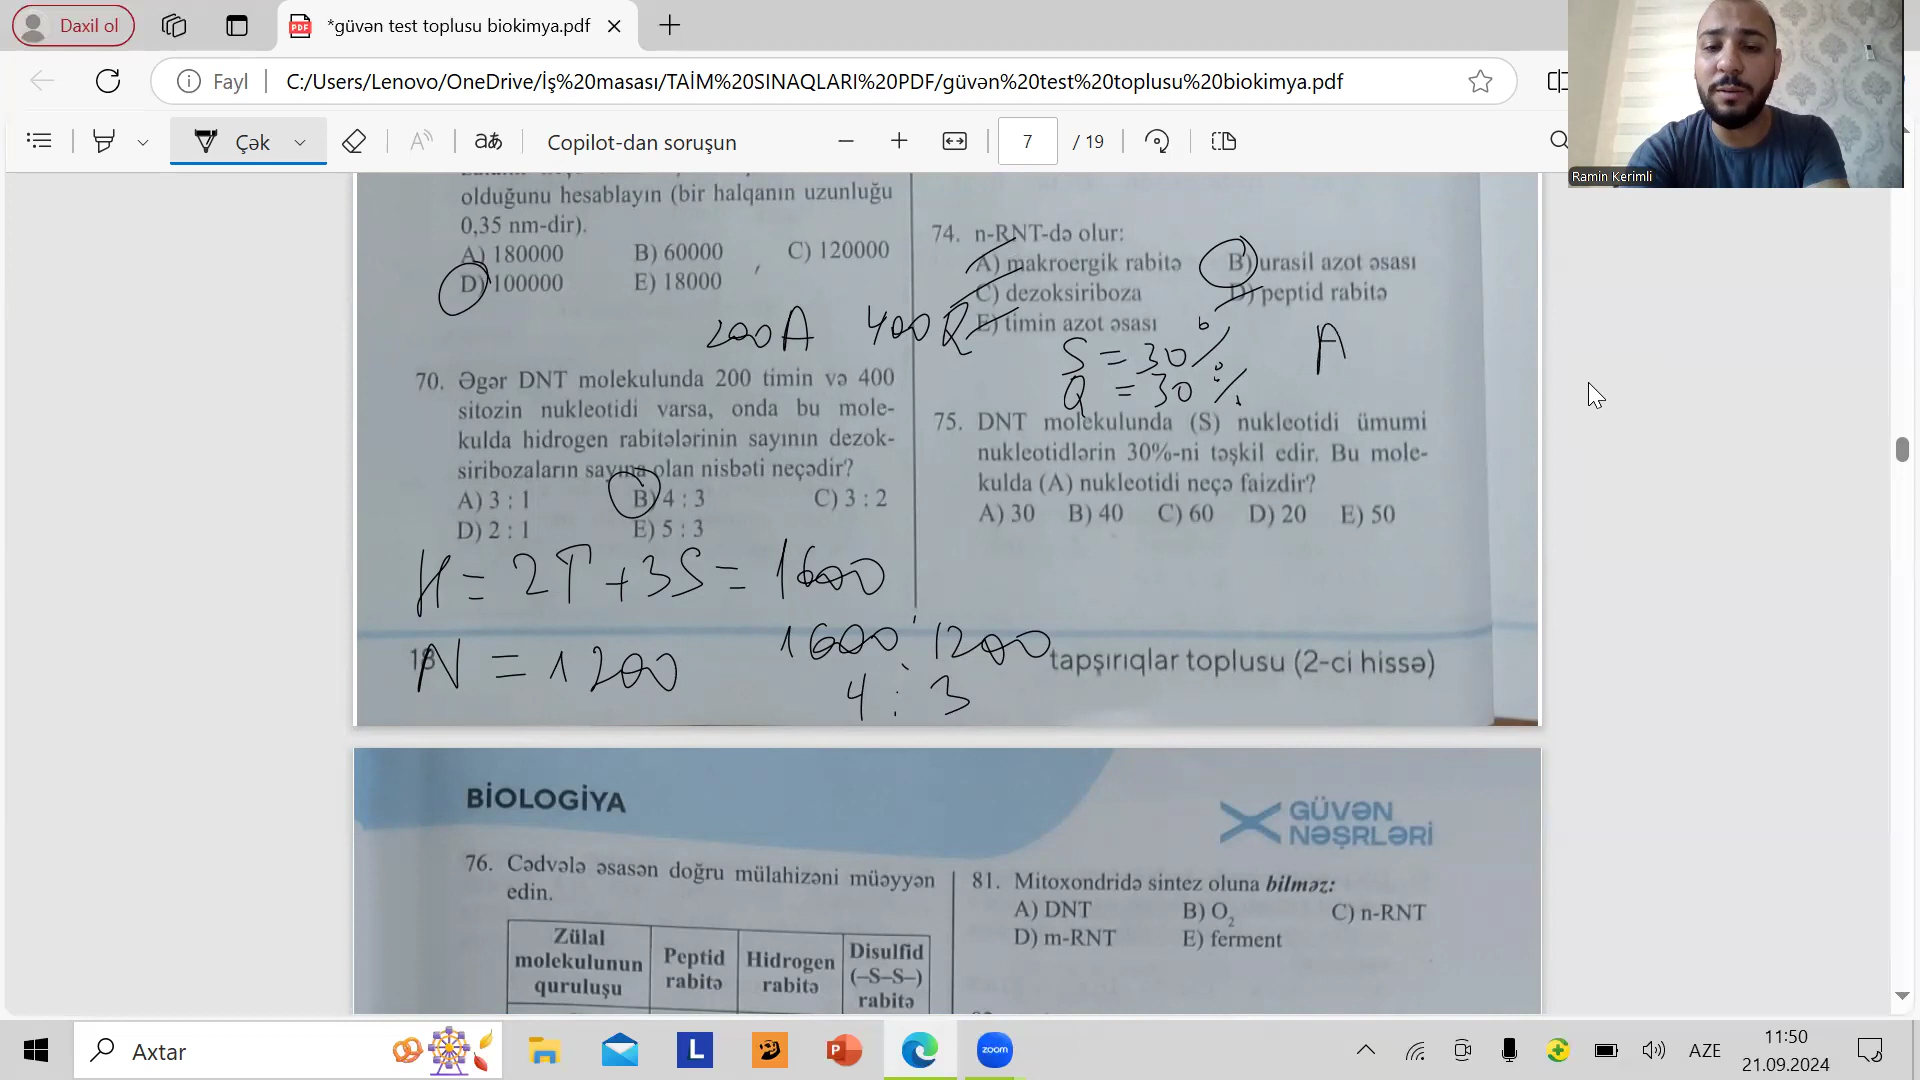 Daxil ol
*güvən test toplusu biokimya.pdf
Fayl
C:/Users/Lenovo/OneDrive/İş%20masası/TAİM%20SINAQLARI%20PDF/güvən%20test%20toplusu%20biokimya.pdf
Çək
aあ
Copilot-dan soruşun
7 / 19
Ramin Kerimli
olduğunu hesablayın (bir halqanın uzunluğu
0,35 nm-dir).
A) 180000 B) 60000 C) 120000
D) 100000 E) 18000
200A 400Q
70. Əgər DNT molekulunda 200 timin və 400
sitozin nukleotidi varsa, onda bu mole-
kulda hidrogen rabitələrinin sayının dezok-
siribozaların sayına olan nisbəti neçədir?
A) 3 : 1 B) 4 : 3 C) 3 : 2
D) 2 : 1 E) 5 : 3
H = 2T + 3S = 1600
N = 1200
1600 : 1200
4 : 3
18
74. n-RNT-də olur:
A) makroergik rabitə B) urasil azot əsası
C) dezoksiriboza D) peptid rabitə
E) timin azot əsası
S = 30%
Q = 30%
A
75. DNT molekulunda (S) nukleotidi ümumi
nukleotidlərin 30%-ni təşkil edir. Bu mole-
kulda (A) nukleotidi neçə faizdir?
A) 30 B) 40 C) 60 D) 20 E) 50
tapşırıqlar toplusu (2-ci hissə)
BİOLOGİYA
GÜVƏN
NƏŞRLƏRİ
76. Cədvələ əsasən doğru mülahizəni müəyyən
edin.
Zülal
molekulunun
quruluşu
Peptid
rabitə
Hidrogen
rabitə
Disulfid
(–S–S–)
rabitə
81. Mitoxondridə sintez oluna bilməz:
A) DNT B) O2 C) n-RNT
D) m-RNT E) ferment
Axtar
L
P
zoom
AZE
11:50
21.09.2024